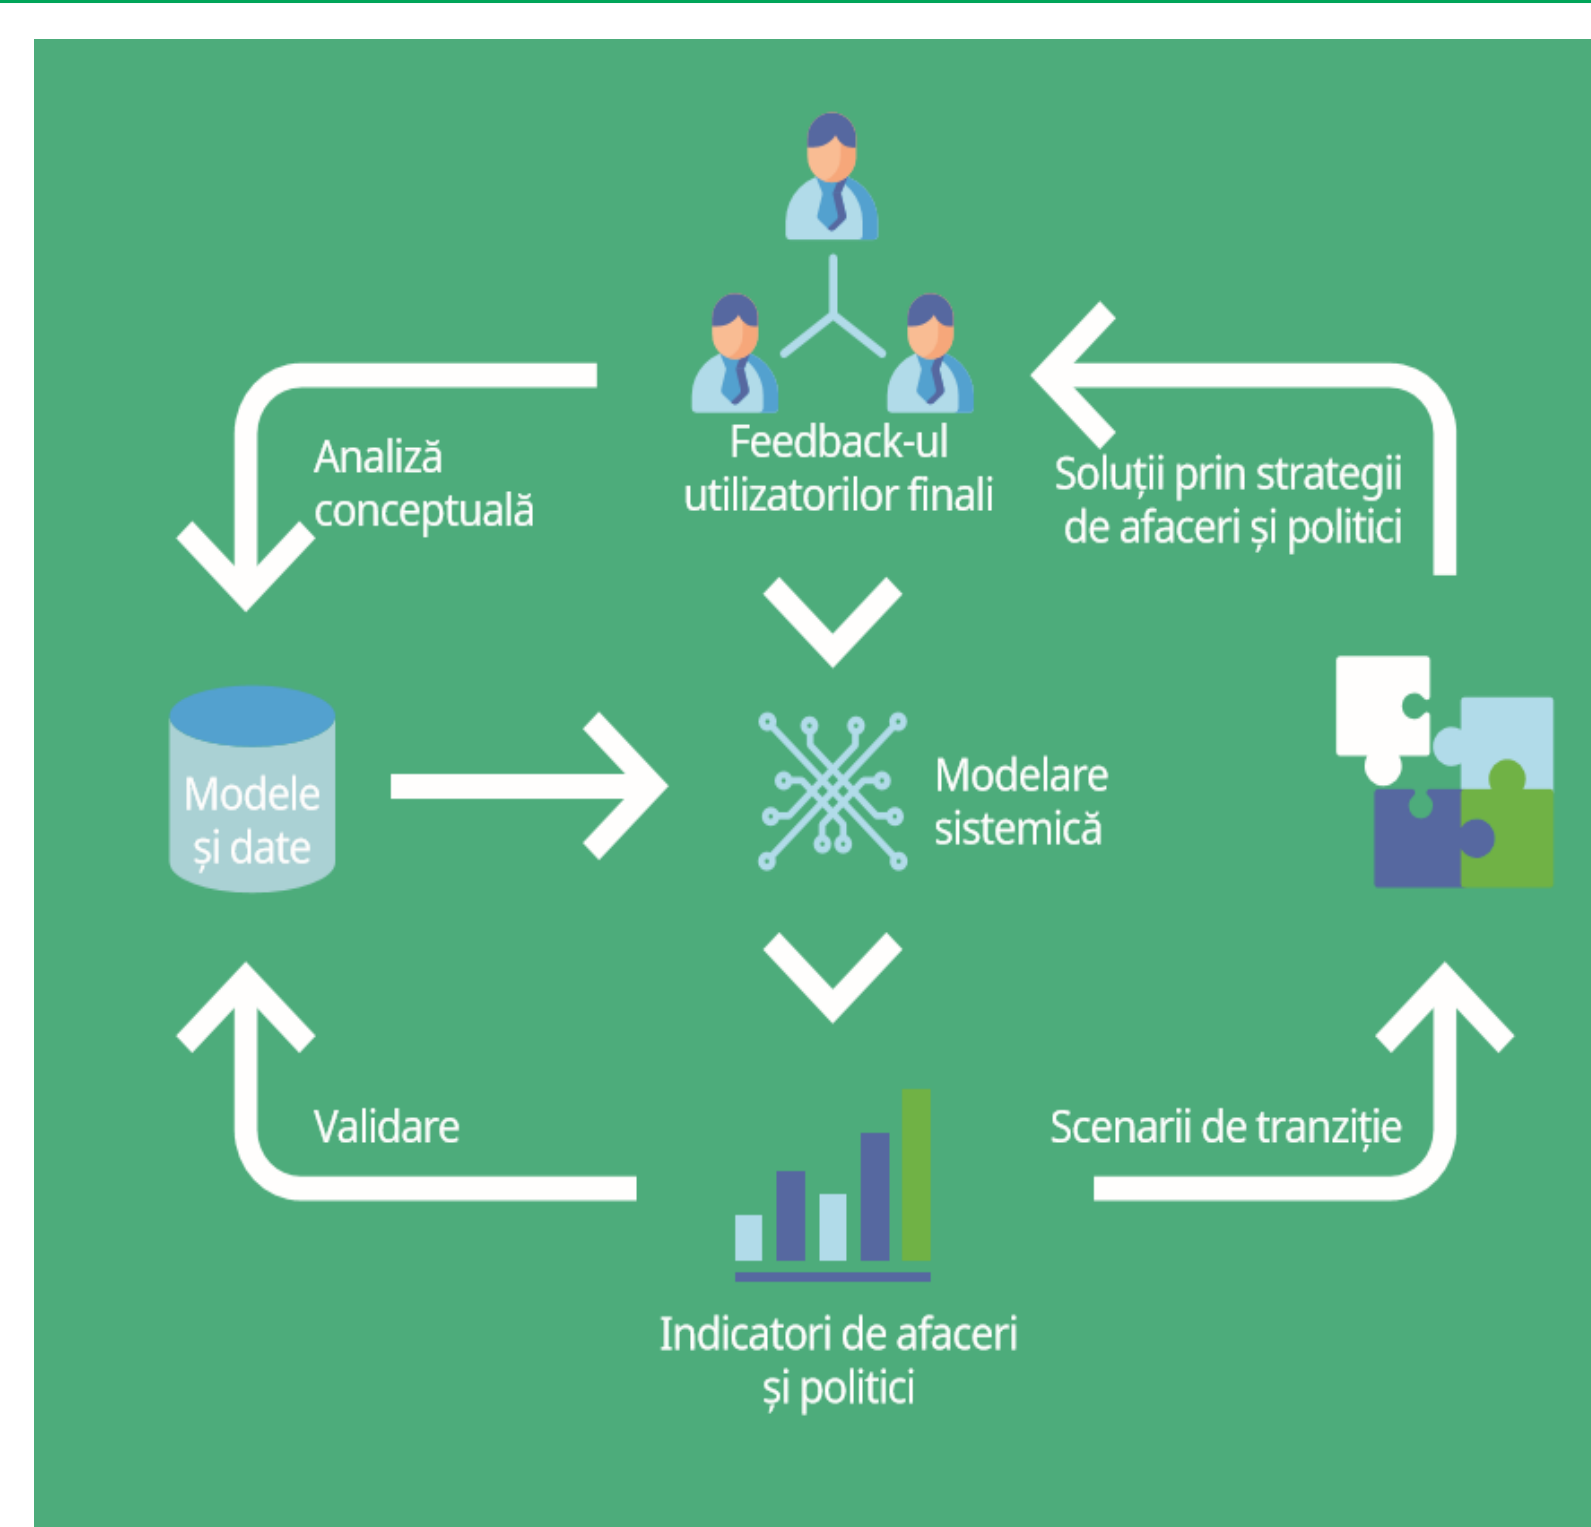 Feedback-ul
utilizatorilor finali
Analiză
conceptuală
Soluții prin strategii
de afaceri și politici
Modele
și date
Modelare
sistemică
Validare
Scenarii de tranziție
Indicatori de afaceri
și politici